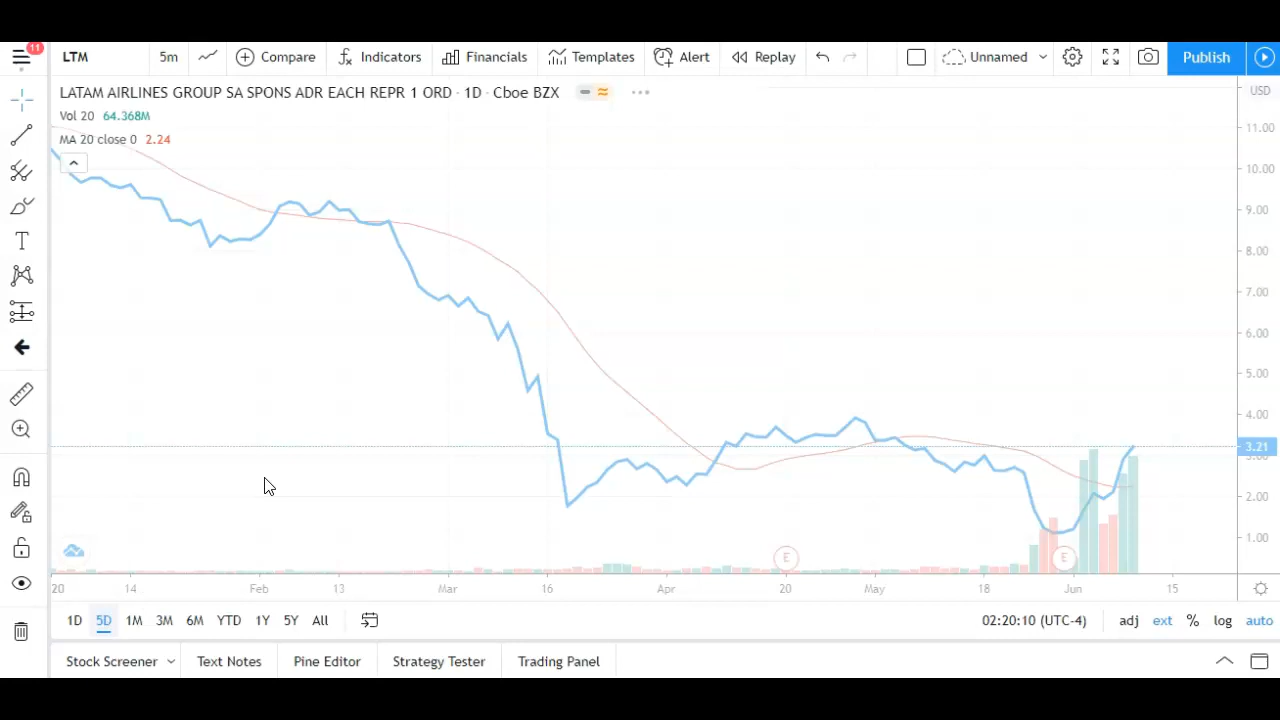 11
LTM 5m Compare Indicators Financials Templates Alert Replay Unnamed Publish
LATAM AIRLINES GROUP SA SPONS ADR EACH REPR 1 ORD · 1D · Cboe BZX
USD
Vol 20 64.368M
MA 20 close 0 2.24
11.00
10.00
9.00
8.00
7.00
6.00
5.00
4.00
3.21
3.00
2.00
1.00
E E
20 14 Feb 13 Mar 16 Apr 20 May 18 Jun 15
1D 5D 1M 3M 6M YTD 1Y 5Y All 02:20:10 (UTC-4) adj ext % log auto
Stock Screener Text Notes Pine Editor Strategy Tester Trading Panel